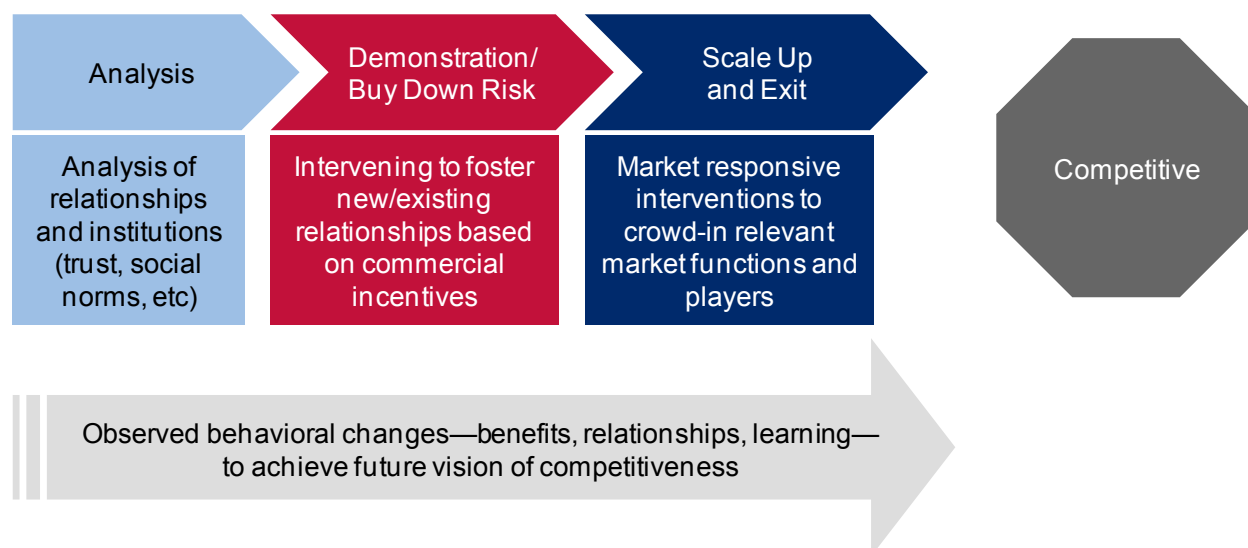 Analysis
Demonstration/
Buy Down Risk
Scale Up
and Exit
Competitive
Analysis of
relationships
and institutions
(trust, social
norms, etc)
Intervening to foster
new/existing
relationships based
on commercial
incentives
Market responsive
interventions to
crowd-in relevant
market functions and
players
Observed behavioral changes—benefits, relationships, learning—
to achieve future vision of competitiveness